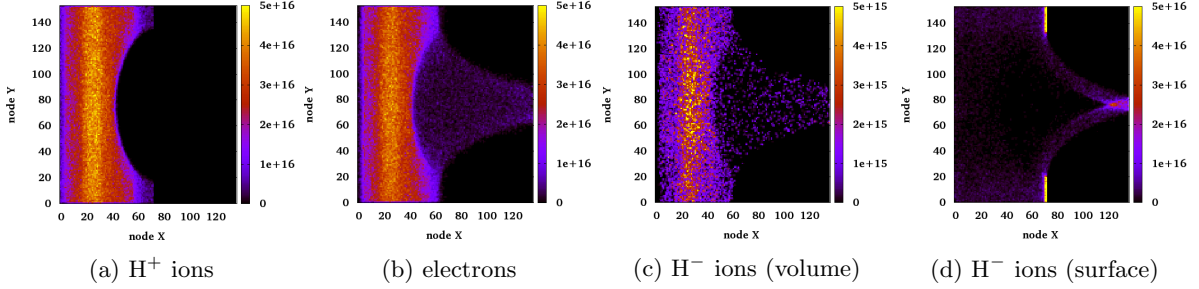 140
120
100
80
60
40
20
0
node Y
0 20 40 60 80 100 120
node X
5e+16
4e+16
3e+16
2e+16
1e+16
0
(a) H⁺ ions
140
120
100
80
60
40
20
0
node Y
0 20 40 60 80 100 120
node X
5e+16
4e+16
3e+16
2e+16
1e+16
0
(b) electrons
140
120
100
80
60
40
20
0
node Y
0 20 40 60 80 100 120
node X
5e+15
4e+15
3e+15
2e+15
1e+15
0
(c) H⁻ ions (volume)
140
120
100
80
60
40
20
0
node Y
0 20 40 60 80 100 120
node X
5e+16
4e+16
3e+16
2e+16
1e+16
0
(d) H⁻ ions (surface)